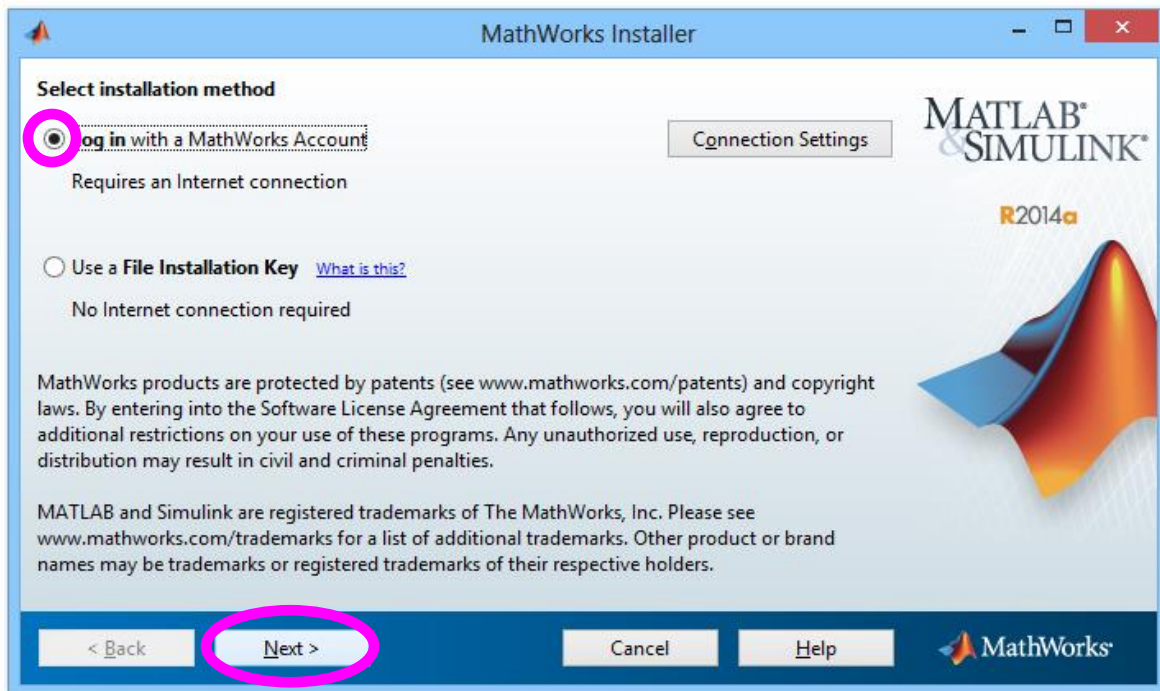 MathWorks Installer
Select installation method
og in with a MathWorks Account
Connection Settings
Requires an Internet connection
Use a File Installation Key What is this?
No Internet connection required
MathWorks products are protected by patents (see www.mathworks.com/patents) and copyright
laws. By entering into the Software License Agreement that follows, you will also agree to
additional restrictions on your use of these programs. Any unauthorized use, reproduction, or
distribution may result in civil and criminal penalties.
MATLAB and Simulink are registered trademarks of The MathWorks, Inc. Please see
www.mathworks.com/trademarks for a list of additional trademarks. Other product or brand
names may be trademarks or registered trademarks of their respective holders.
MATLAB®
&SIMULINK®
R2014a
< Back
Next >
Cancel
Help
MathWorks®